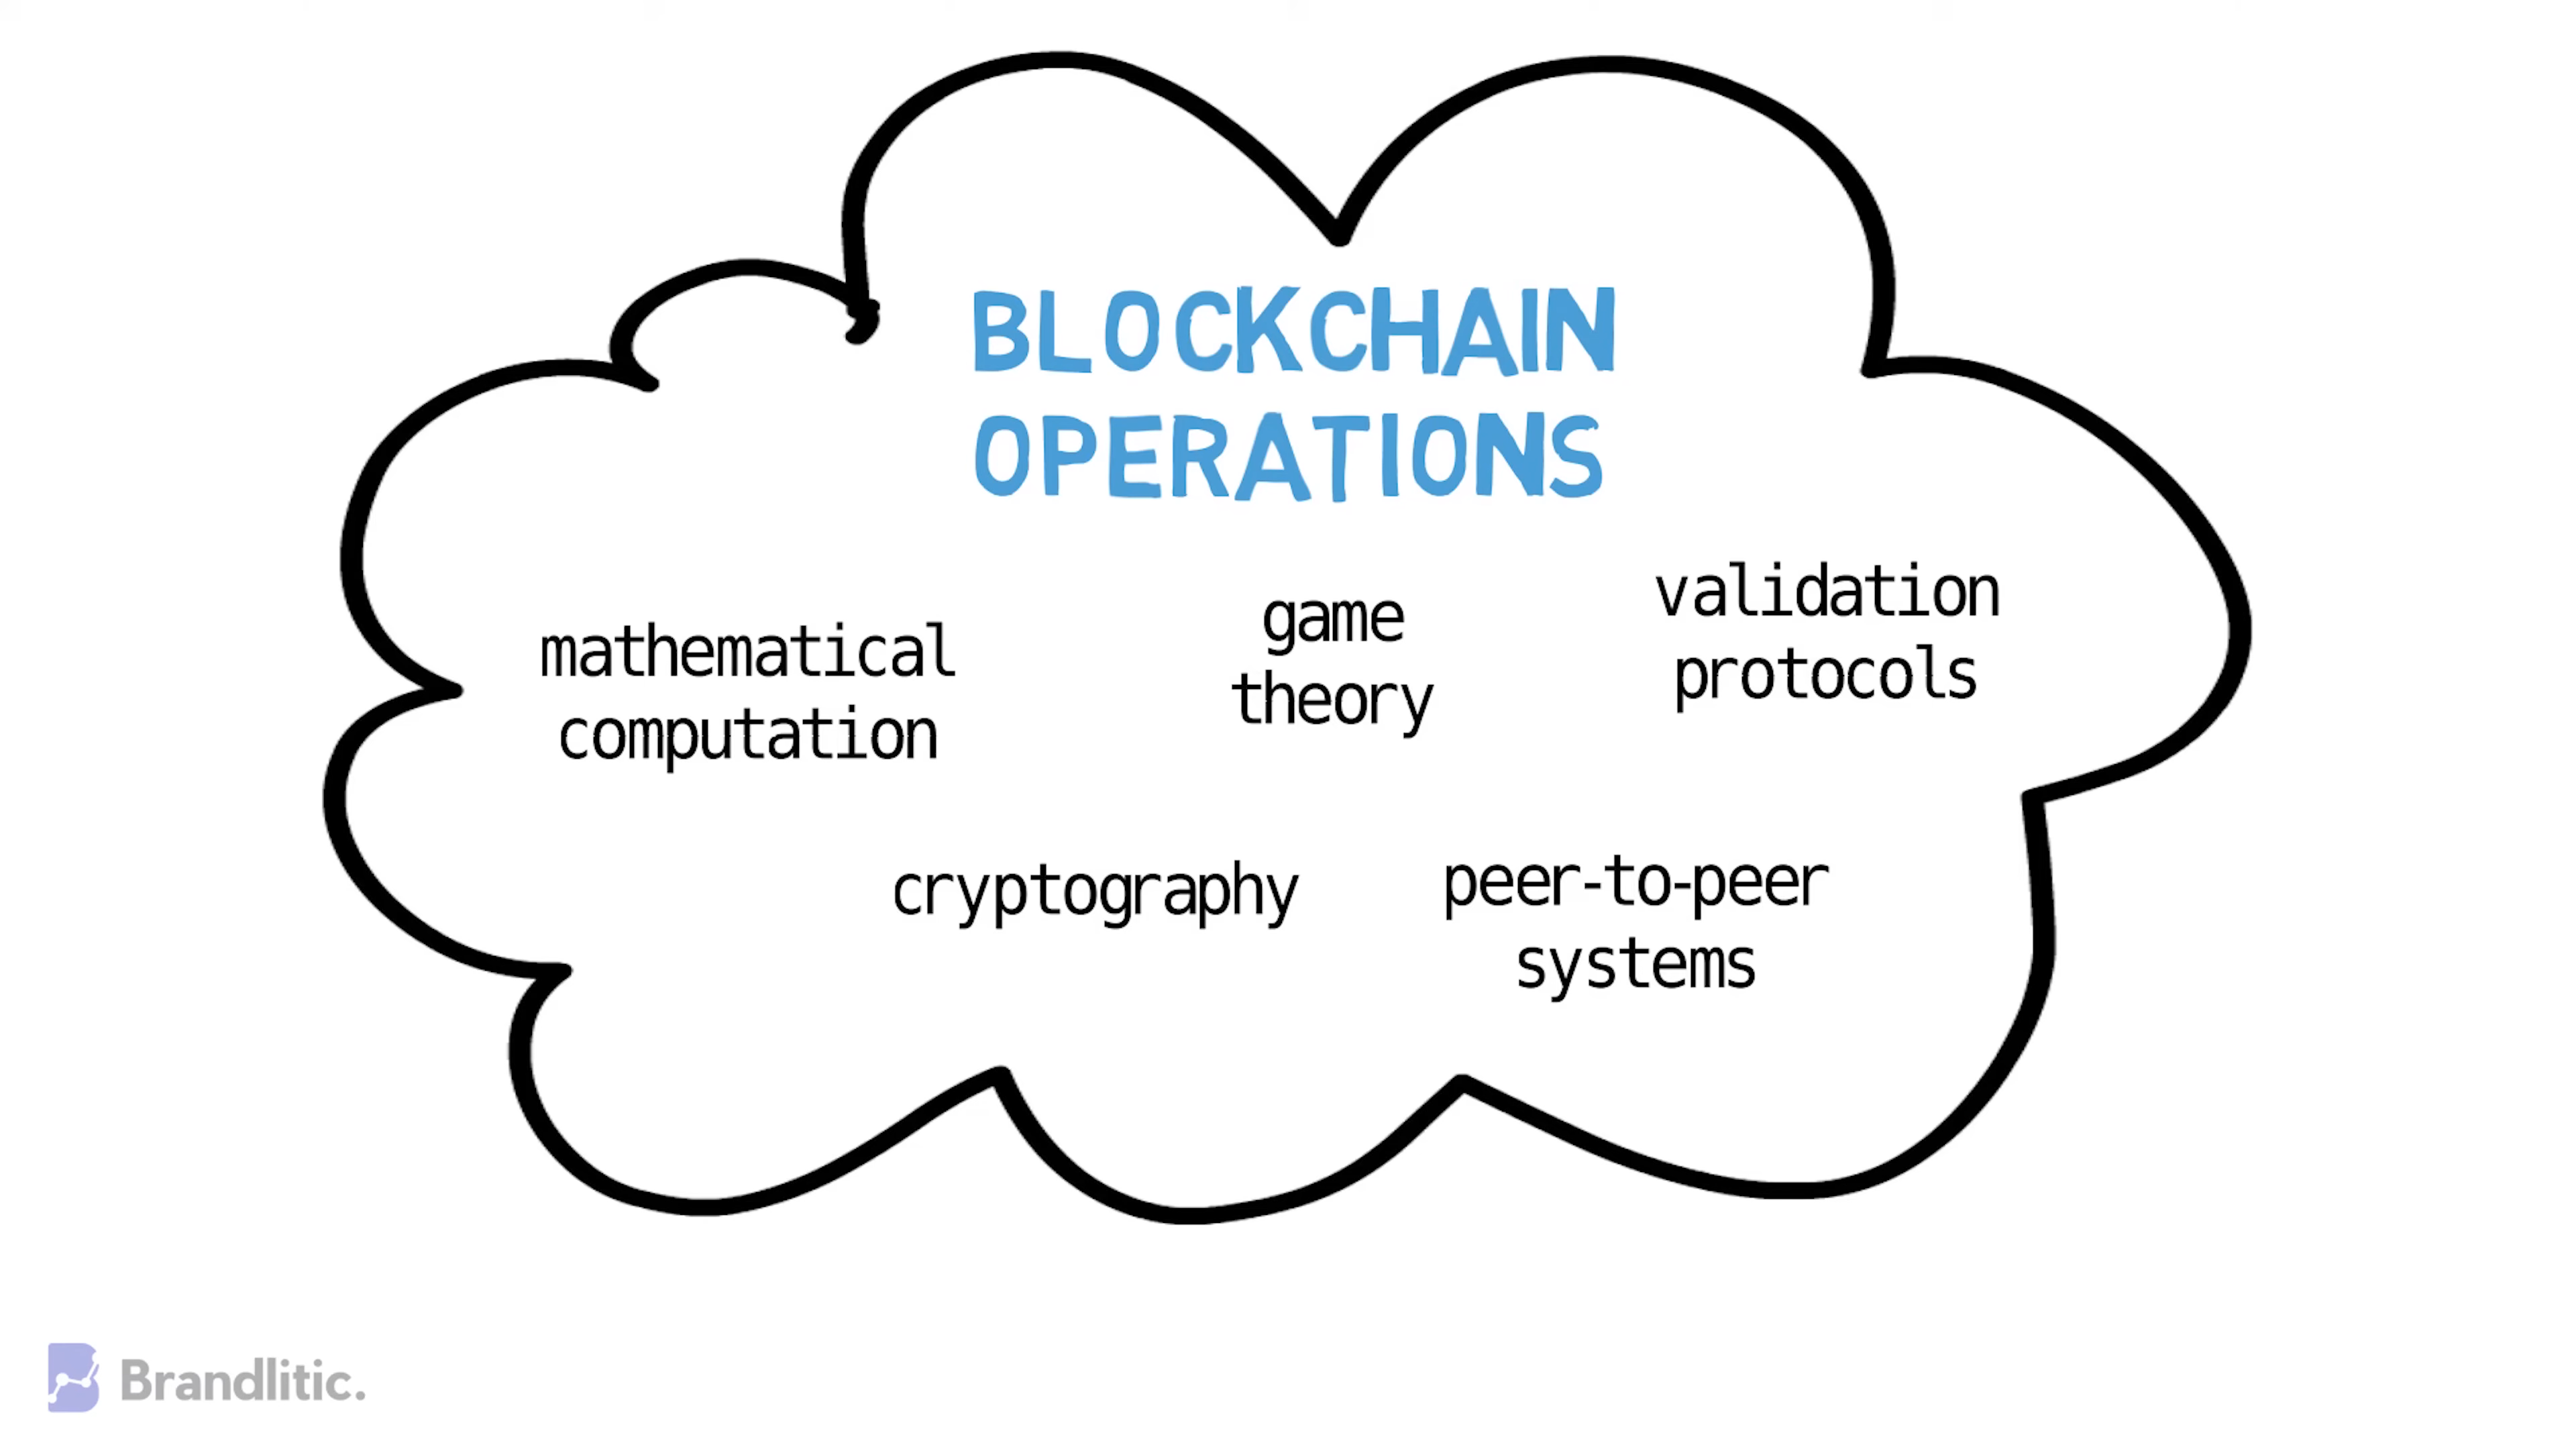 BLOCKCHAIN
OPERATIONS
mathematical
computation
game
theory
validation
protocols
cryptography
peer-to-peer
systems
Brandlitic.